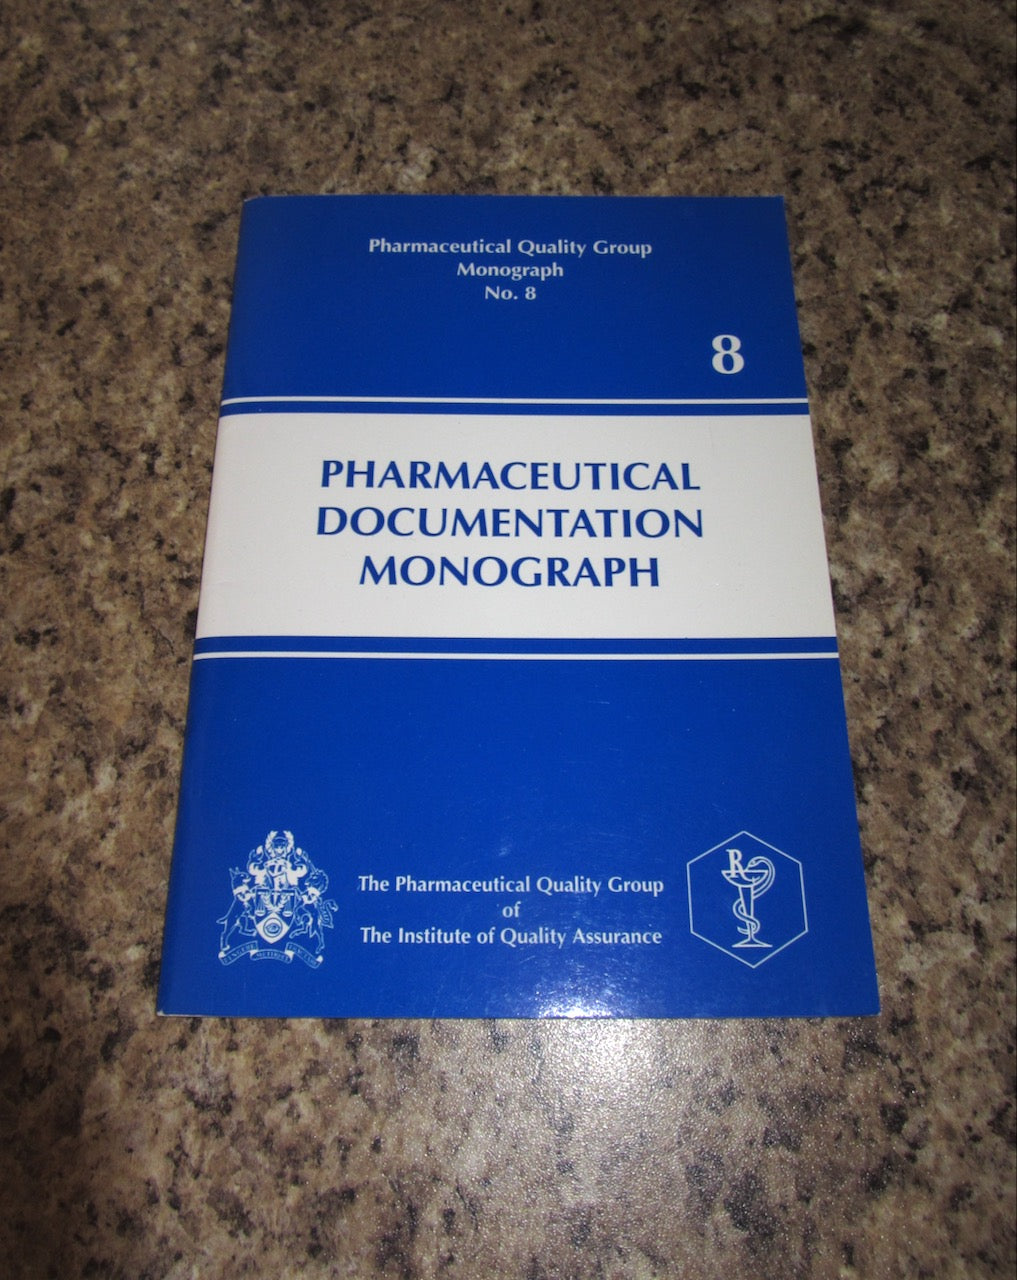 Pharmaceutical Quality Group
Monograph
No. 8
8
PHARMACEUTICAL
DOCUMENTATION
MONOGRAPH
The Pharmaceutical Quality Group
of
The Institute of Quality Assurance
R